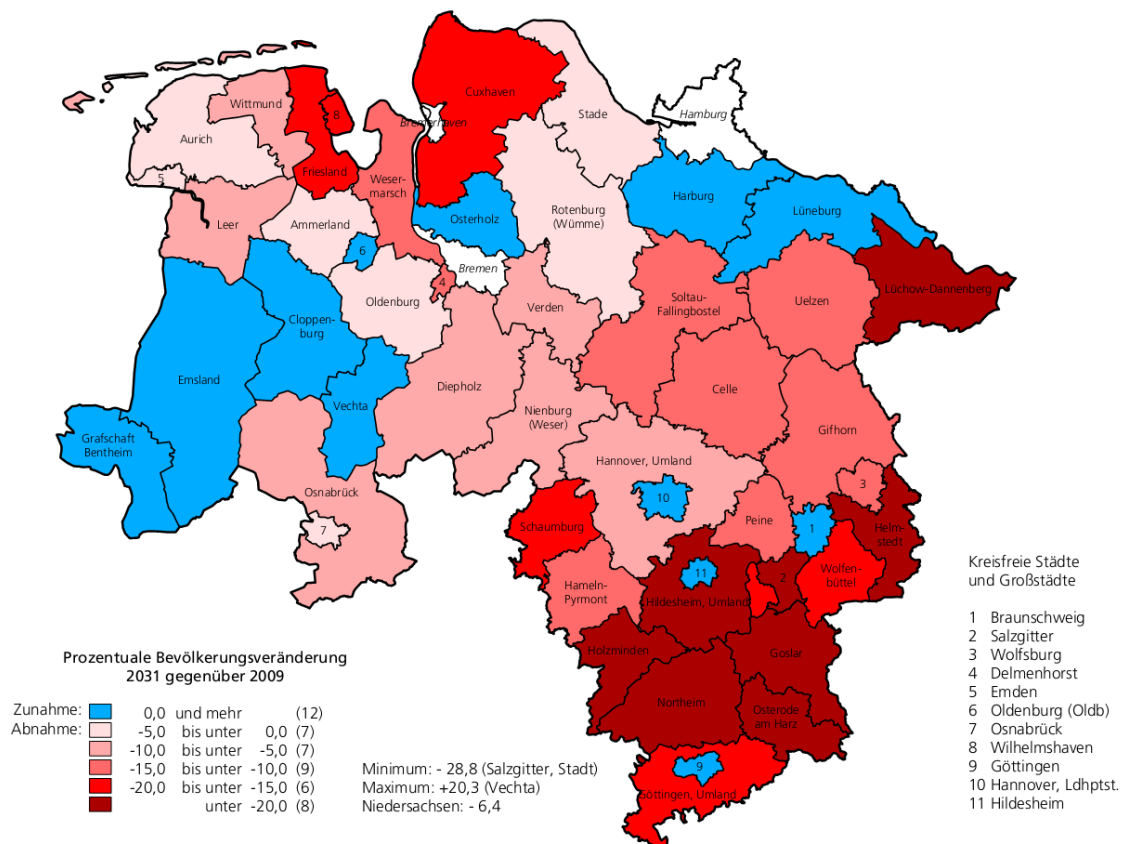 Cuxhaven
Bremerhaven
Stade
Hamburg
Wittmund
8
Aurich
Friesland
Weser-
marsch
5
Harburg
Lüneburg
Osterholz
Rotenburg
(Wümme)
Leer
Ammerland
6
Bremen
4
Lüchow-Dannenberg
Oldenburg
Verden
Soltau-
Fallingbostel
Uelzen
Cloppen-
burg
Emsland
Vechta
Diepholz
Celle
Nienburg
(Weser)
Gifhorn
Grafschaft
Bentheim
Hannover, Umland
3
Osnabrück
10
7
Schaumburg
Peine
1
Helm-
stedt
Wolfen-
büttel
11
2
Hameln-
Pyrmont
Hildesheim, Umland
Holzminden
Goslar
Northeim
Osterode
am Harz
9
Göttingen, Umland
Kreisfreie Städte
und Großstädte
1 Braunschweig
2 Salzgitter
3 Wolfsburg
4 Delmenhorst
5 Emden
6 Oldenburg (Oldb)
7 Osnabrück
8 Wilhelmshaven
9 Göttingen
10 Hannover, Ldhptst.
11 Hildesheim
Prozentuale Bevölkerungsveränderung
2031 gegenüber 2009
Zunahme: 0,0 und mehr (12)
Abnahme: -5,0 bis unter 0,0 (7)
-10,0 bis unter -5,0 (7)
-15,0 bis unter -10,0 (9)
-20,0 bis unter -15,0 (6)
unter -20,0 (8)
Minimum: - 28,8 (Salzgitter, Stadt)
Maximum: +20,3 (Vechta)
Niedersachsen: - 6,4